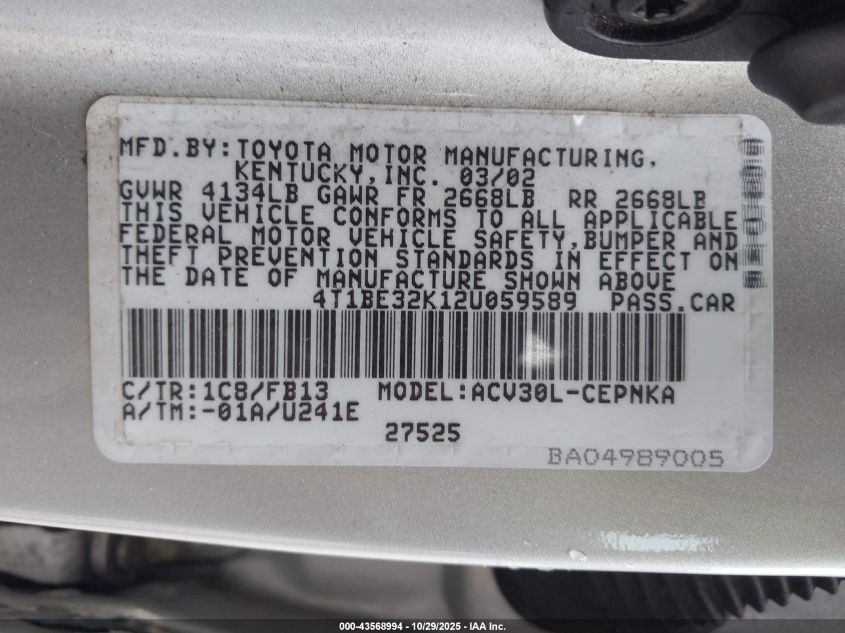 MFD.BY:TOYOTA MOTOR MANUFACTURING,
KENTUCKY,INC. 03/02
GVWR 4134LB GAWR FR 2668LB RR 2668LB
THIS VEHICLE CONFORMS TO ALL APPLICABLE
FEDERAL MOTOR VEHICLE SAFETY,BUMPER AND
THEFT PREVENTION STANDARDS IN EFFECT ON
THE DATE OF MANUFACTURE SHOWN ABOVE
4T1BE32K12U059589 PASS.CAR
C/TR:1C8/FB13 MODEL:ACV30L-CEPNKA
A/TM:-01A/U241E
27525
BA04989005
000-43568994 | 10/29/2025 | IAA Inc.